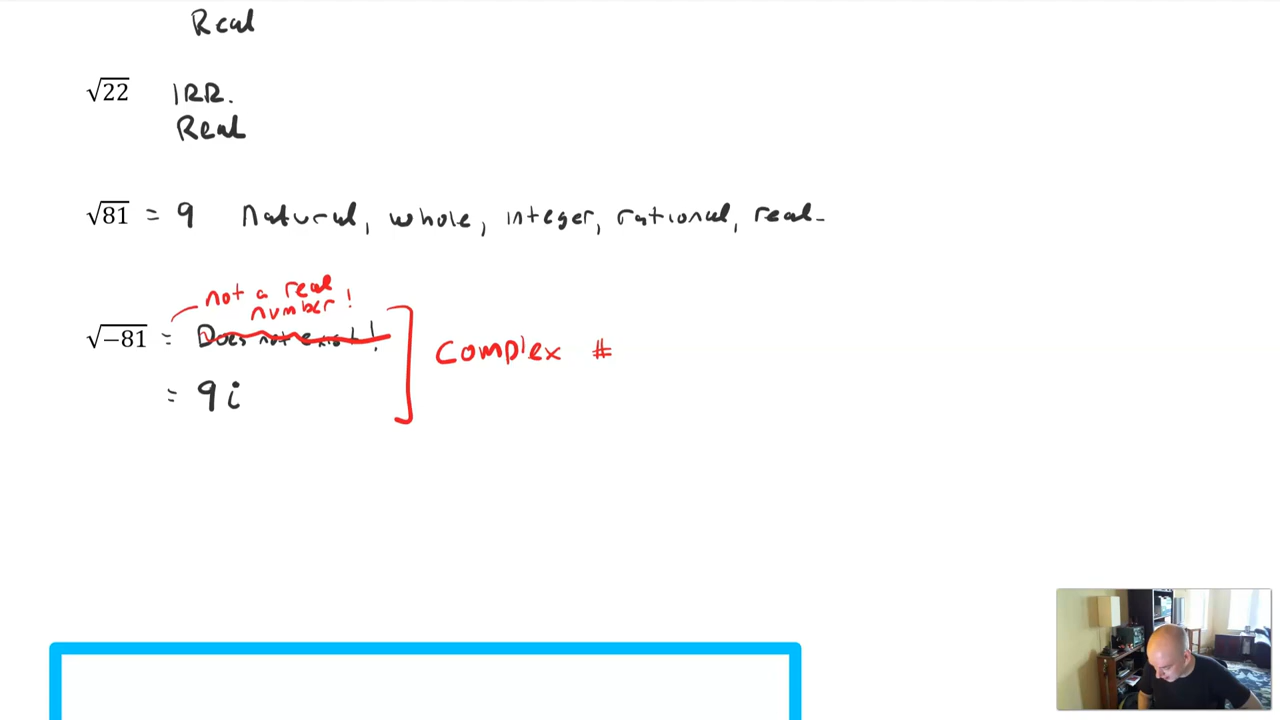 Real
√22 IRR.
Real
√81 = 9 natural, whole, integer, rational, real.
not a real
number!
√−81 = Does not exist!
= 9i
Complex #